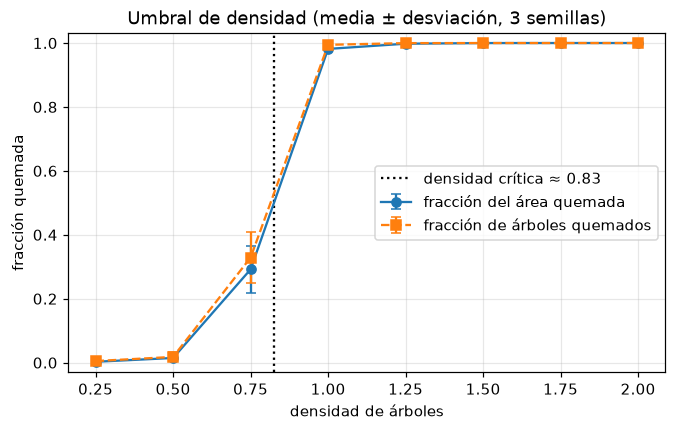 Umbral de densidad (media ± desviación, 3 semillas)
fracción quemada
1.0
0.8
0.6
0.4
0.2
0.0
densidad crítica ≈ 0.83
fracción del área quemada
fracción de árboles quemados
0.25 0.50 0.75 1.00 1.25 1.50 1.75 2.00
densidad de árboles